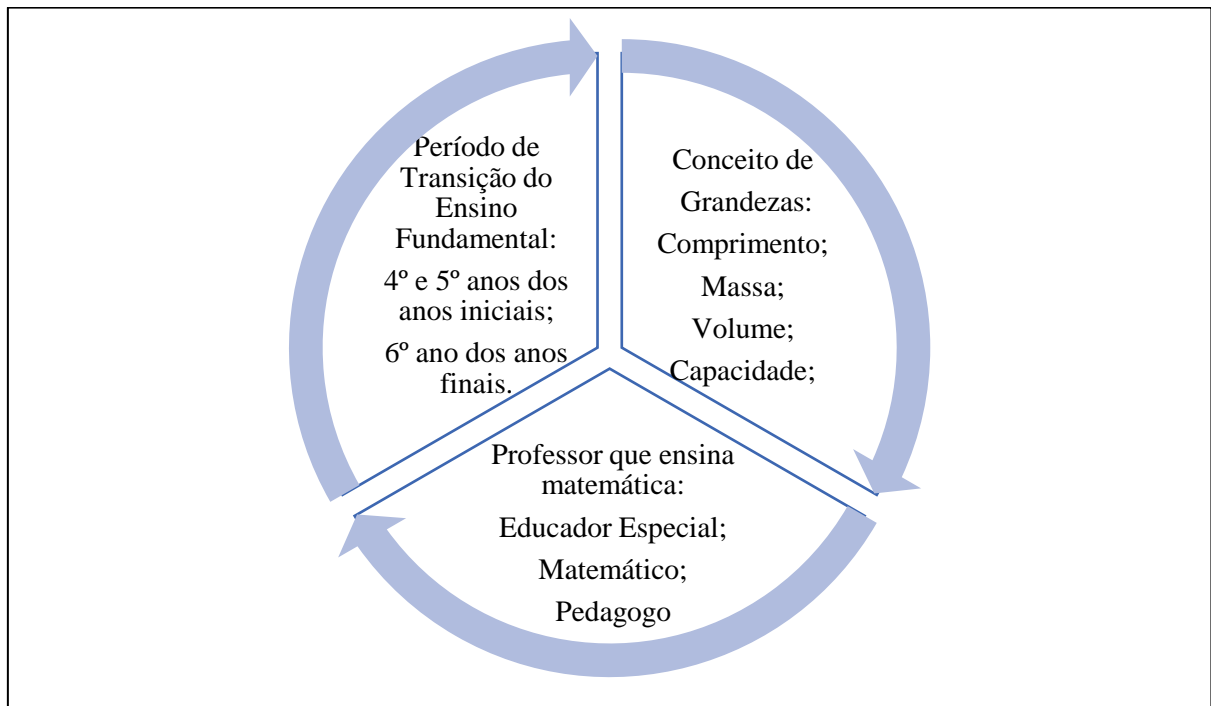 Período de
Transição do
Ensino
Fundamental:
4º e 5º anos dos
anos iniciais;
6º ano dos anos
finais.
Conceito de
Grandezas:
Comprimento;
Massa;
Volume;
Capacidade;
Professor que ensina
matemática:
Educador Especial;
Matemático;
Pedagogo